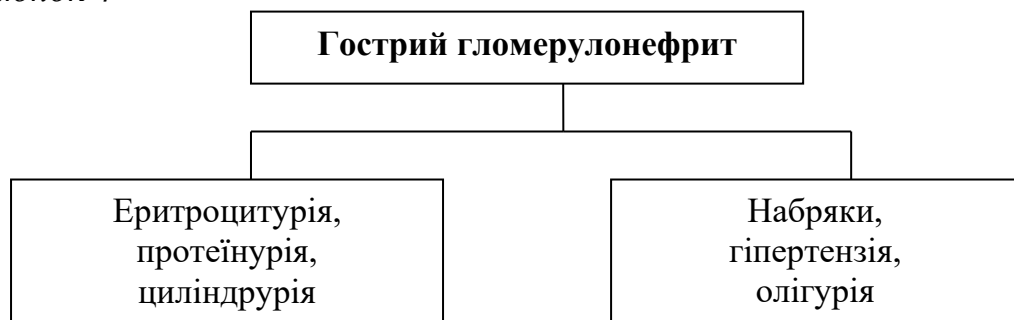 Гострий гломерулонефрит
Еритроцитурія,
протеїнурія,
циліндрурія
Набряки,
гіпертензія,
олігурія